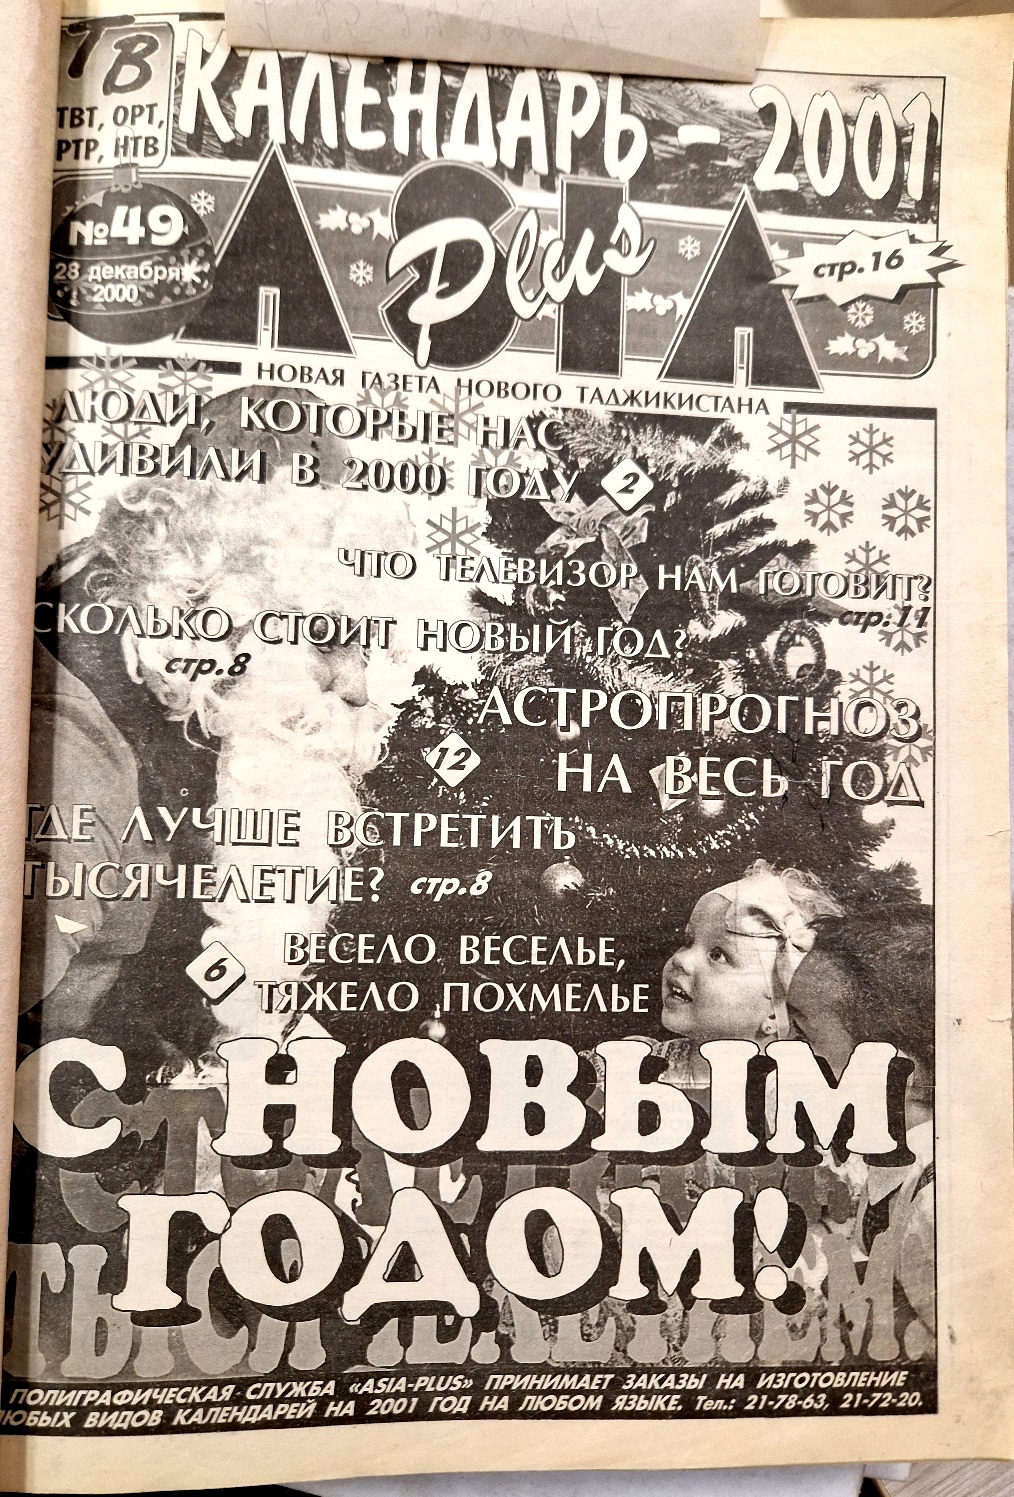 ТВ
ТВТ, ОРТ,
РТР, НТВ
КАЛЕНДАРЬ - 2001
№49
28 декабря
2000
ASIA
Plus
стр.16
НОВАЯ ГАЗЕТА НОВОГО ТАДЖИКИСТАНА
ЛЮДИ, КОТОРЫЕ НАС
УДИВИЛИ В 2000 ГОДУ 2
ЧТО ТЕЛЕВИЗОР НАМ ГОТОВИТ?
стр.11
СКОЛЬКО СТОИТ НОВЫЙ ГОД?
стр.8
АСТРОПРОГНОЗ
12 НА ВЕСЬ ГОД
ГДЕ ЛУЧШЕ ВСТРЕТИТЬ
ТЫСЯЧЕЛЕТИЕ? стр.8
6 ВЕСЕЛО ВЕСЕЛЬЕ,
ТЯЖЕЛО ПОХМЕЛЬЕ
С НОВЫМ
ГОДОМ!
ТЫСЯЧЕЛЕТИЕМ!
ПОЛИГРАФИЧЕСКАЯ СЛУЖБА «ASIA-PLUS» ПРИНИМАЕТ ЗАКАЗЫ НА ИЗГОТОВЛЕНИЕ
ЛЮБЫХ ВИДОВ КАЛЕНДАРЕЙ НА 2001 ГОД НА ЛЮБОМ ЯЗЫКЕ. Тел.: 21-78-63, 21-72-20.